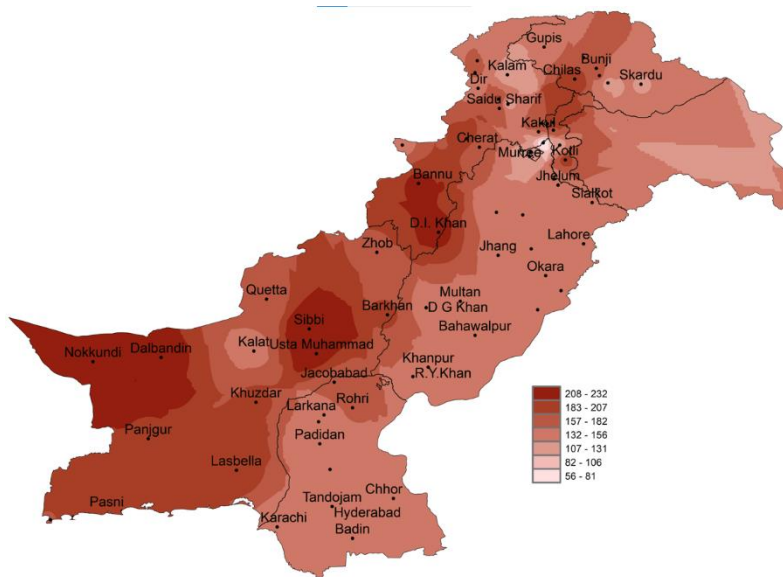 Gupis
Kalam
Chilas
Bunji
Skardu
Dir
Saidu Sharif
Kakul
Cherat
Murree
Kotli
Bannu
Jhelum
Sialkot
D.I. Khan
Zhob
Jhang
Lahore
Okara
Quetta
Multan
Barkhan
D G Khan
Sibbi
Bahawalpur
Nokkundi
Dalbandin
Kalat
Usta Muhammad
Khanpur
Jacobabad
R.Y.Khan
Khuzdar
Larkana
Rohri
Panjgur
Padidan
Lasbella
Pasni
Chhor
Tandojam
Hyderabad
Karachi
Badin
208 - 232
183 - 207
157 - 182
132 - 156
107 - 131
82 - 106
56 - 81